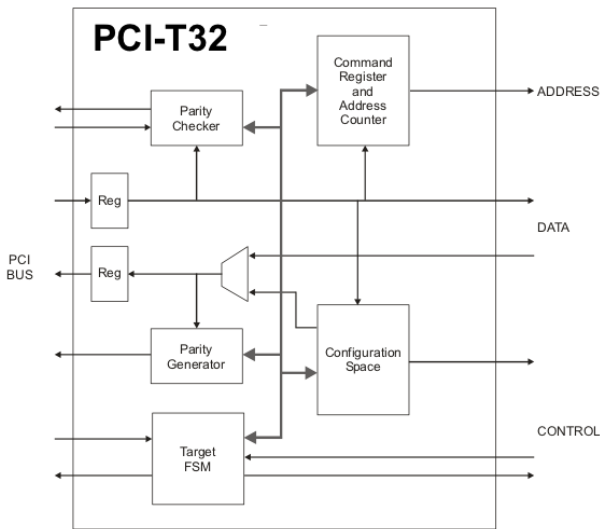 PCI-T32
Command
Register
and
Address
Counter
ADDRESS
Parity
Checker
Reg
DATA
PCI
BUS
Reg
Parity
Generator
Configuration
Space
CONTROL
Target
FSM